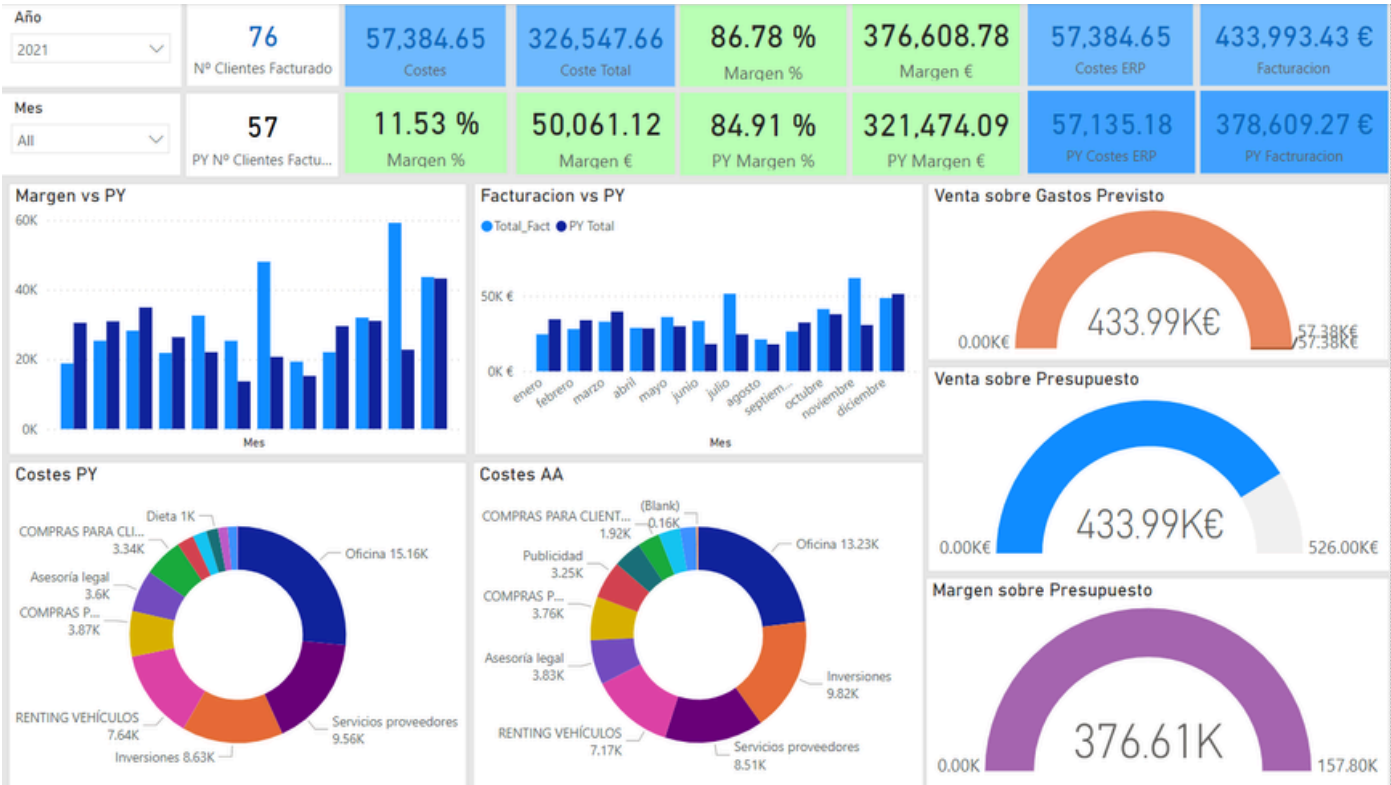 Año
2021
76
Nº Clientes Facturado
57,384.65
Costes
326,547.66
Coste Total
86.78 %
Margen %
376,608.78
Margen €
57,384.65
Costes ERP
433,993.43 €
Facturacion
Mes
All
57
PY Nº Clientes Factu...
11.53 %
Margen %
50,061.12
Margen €
84.91 %
PY Margen %
321,474.09
PY Margen €
57,135.18
PY Costes ERP
378,609.27 €
PY Factruracion
Margen vs PY
60K
40K
20K
0K
Mes
Facturacion vs PY
Total_Fact PY Total
50K €
0K €
enero
febrero
marzo
abril
mayo
junio
julio
agosto
septiem...
octubre
noviembre
diciembre
Mes
Venta sobre Gastos Previsto
433.99K€
0.00K€
57.38K€
57.38K€
Venta sobre Presupuesto
433.99K€
0.00K€
526.00K€
Margen sobre Presupuesto
376.61K
0.00K
157.80K
Costes PY
Dieta 1K
COMPRAS PARA CLI...
3.34K
Asesoría legal
3.6K
COMPRAS P...
3.87K
RENTING VEHÍCULOS
7.64K
Inversiones 8.63K
Servicios proveedores
9.56K
Oficina 15.16K
Costes AA
(Blank)
0.16K
COMPRAS PARA CLIENT...
1.92K
Publicidad
3.25K
COMPRAS P...
3.76K
Asesoría legal
3.83K
RENTING VEHÍCULOS
7.17K
Servicios proveedores
8.51K
Inversiones
9.82K
Oficina 13.23K